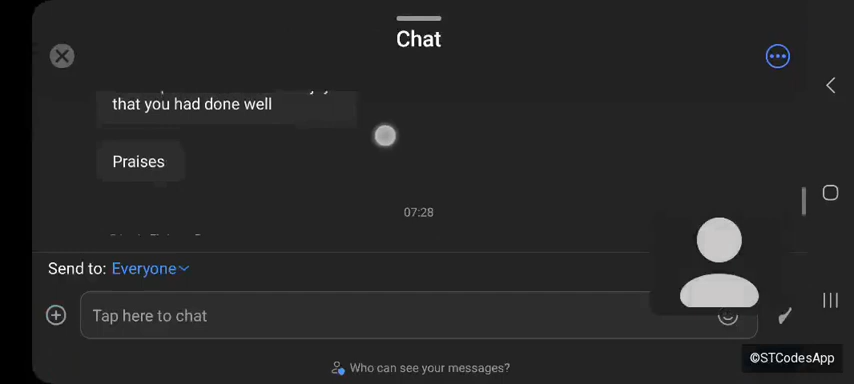 Chat
that you had done well
Praises
07:28
Send to: Everyone
Tap here to chat
Who can see your messages?
©STCodesApp